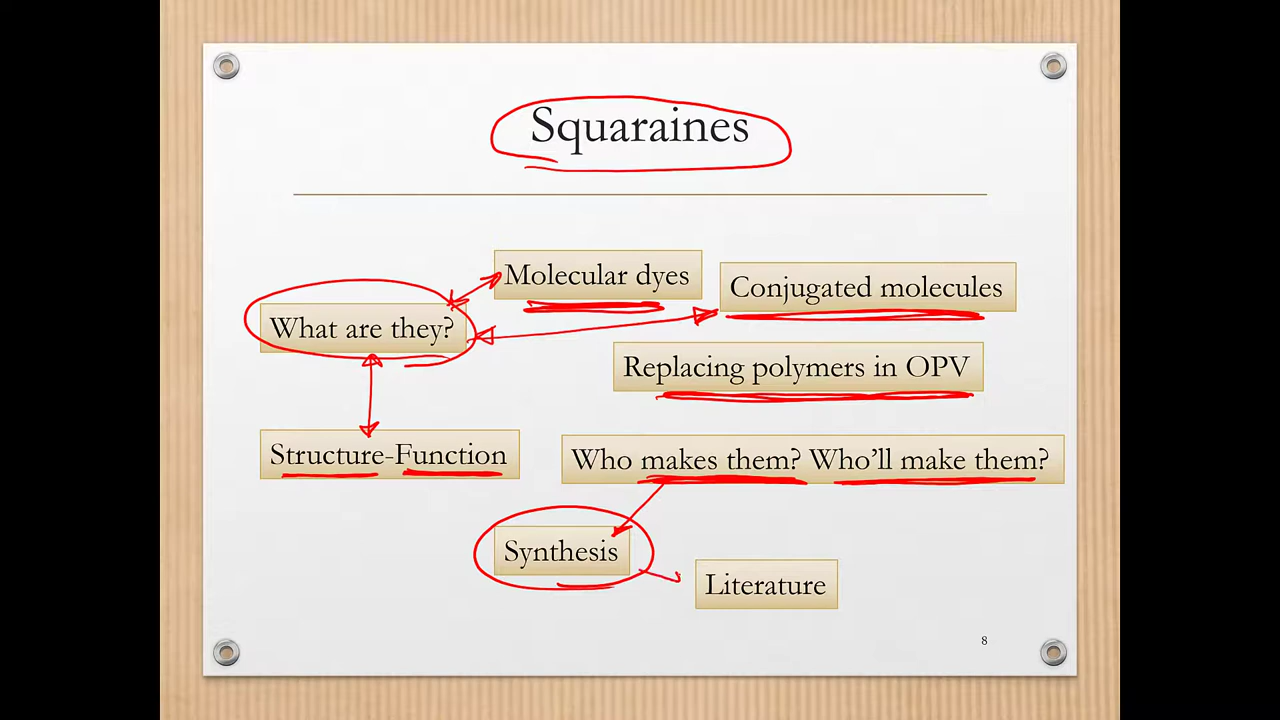 Squaraines
Molecular dyes
Conjugated molecules
What are they?
Replacing polymers in OPV
Structure-Function
Who makes them? Who'll make them?
Synthesis
Literature
8